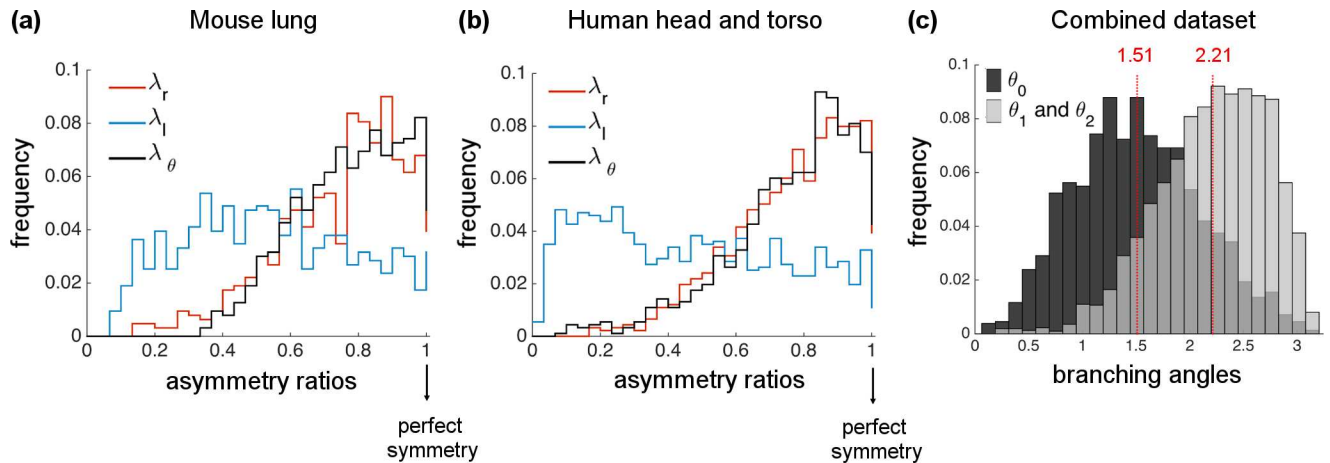 (a) Mouse lung
0.1
0.08
0.06
0.04
0.02
0
0 0.2 0.4 0.6 0.8 1
frequency
asymmetry ratios
λr
λl
λθ
perfect
symmetry
(b) Human head and torso
0.1
0.08
0.06
0.04
0.02
0
0 0.2 0.4 0.6 0.8 1
frequency
asymmetry ratios
λr
λl
λθ
perfect
symmetry
(c) Combined dataset
1.51 2.21
0.1
0.08
0.06
0.04
0.02
0
0 0.5 1 1.5 2 2.5 3
frequency
branching angles
θ0
θ1 and θ2